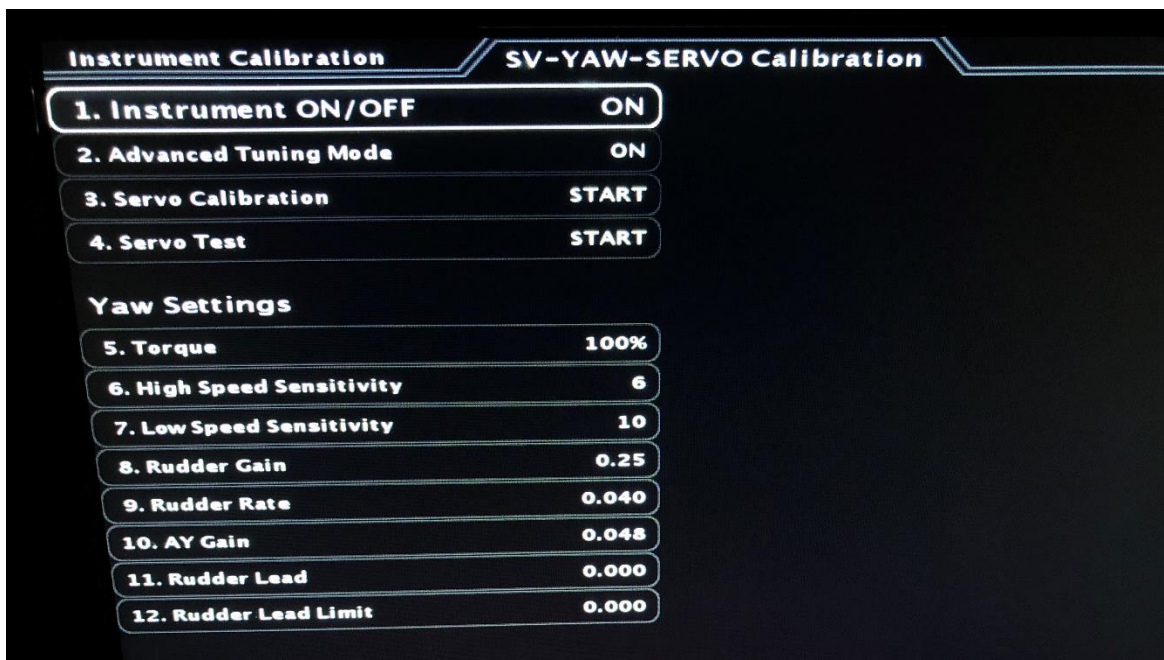 Instrument Calibration SV-YAW-SERVO Calibration
1. Instrument ON/OFF ON
2. Advanced Tuning Mode ON
3. Servo Calibration START
4. Servo Test START
Yaw Settings
5. Torque 100%
6. High Speed Sensitivity 6
7. Low Speed Sensitivity 10
8. Rudder Gain 0.25
9. Rudder Rate 0.040
10. AY Gain 0.048
11. Rudder Lead 0.000
12. Rudder Lead Limit 0.000